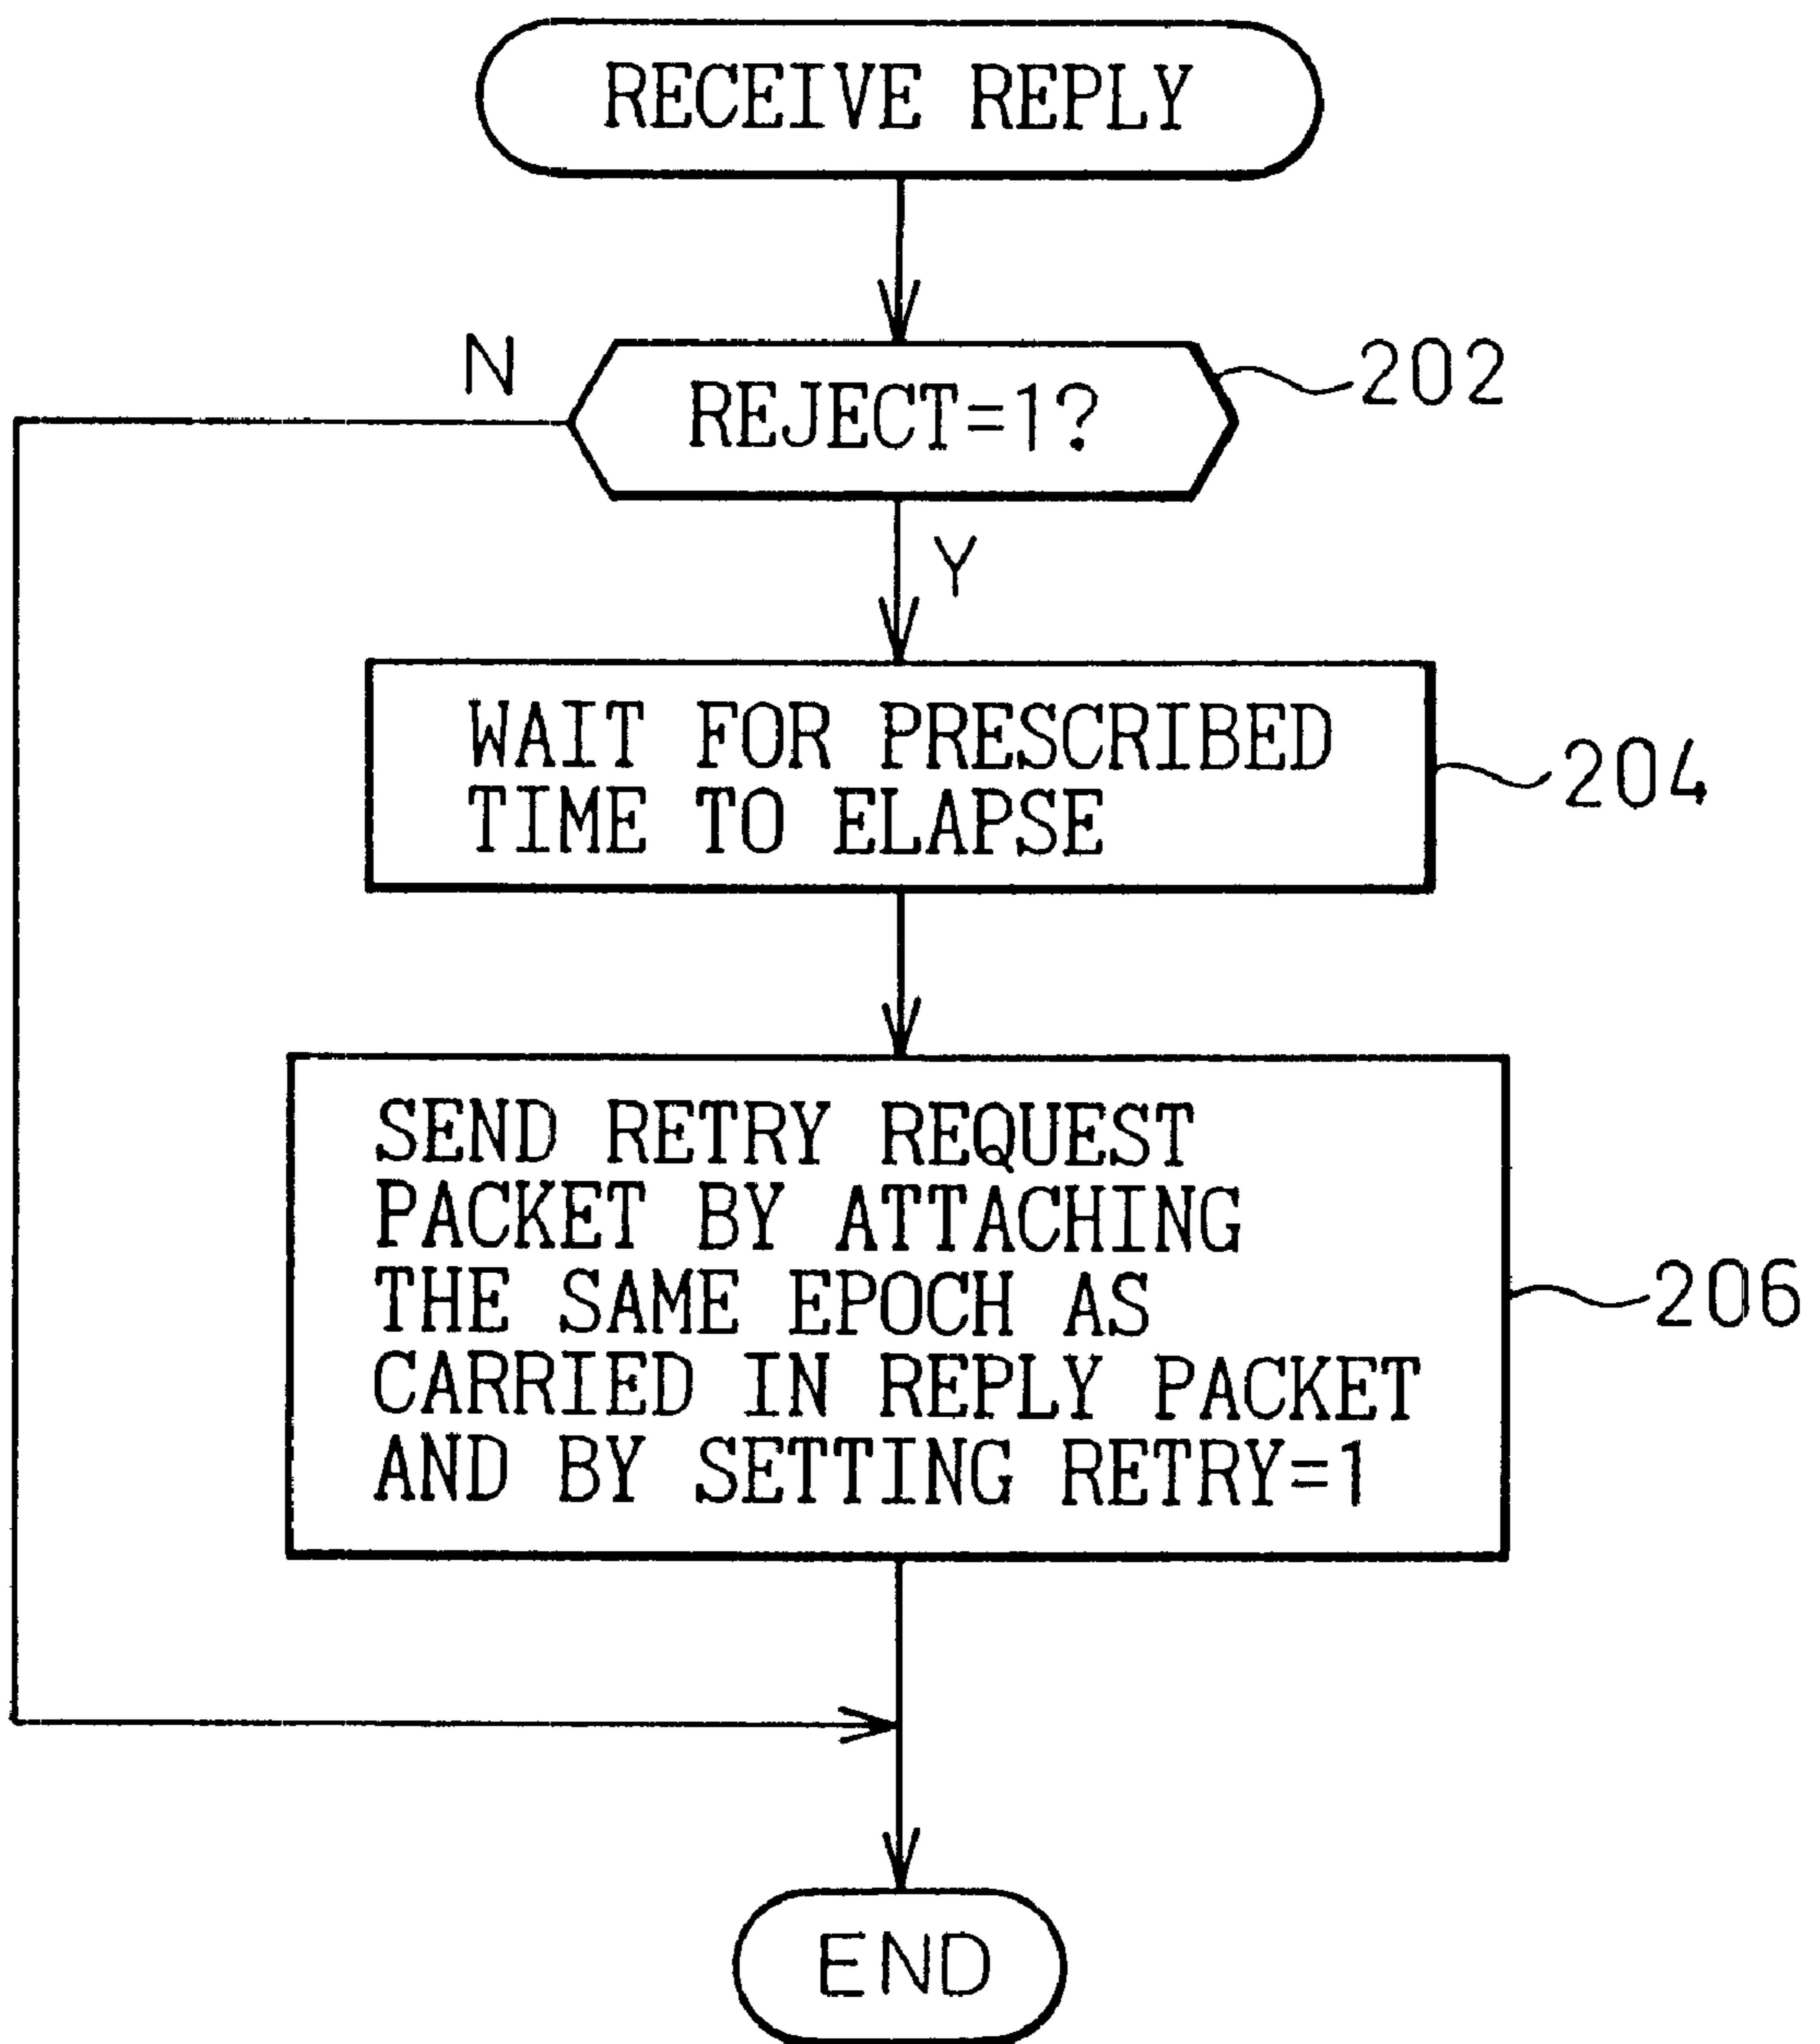 RECEIVE REPLY
N
REJECT=1?
202
Y
WAIT FOR PRESCRIBED
TIME TO ELAPSE
204
SEND RETRY REQUEST
PACKET BY ATTACHING
THE SAME EPOCH AS
CARRIED IN REPLY PACKET
AND BY SETTING RETRY=1
206
END